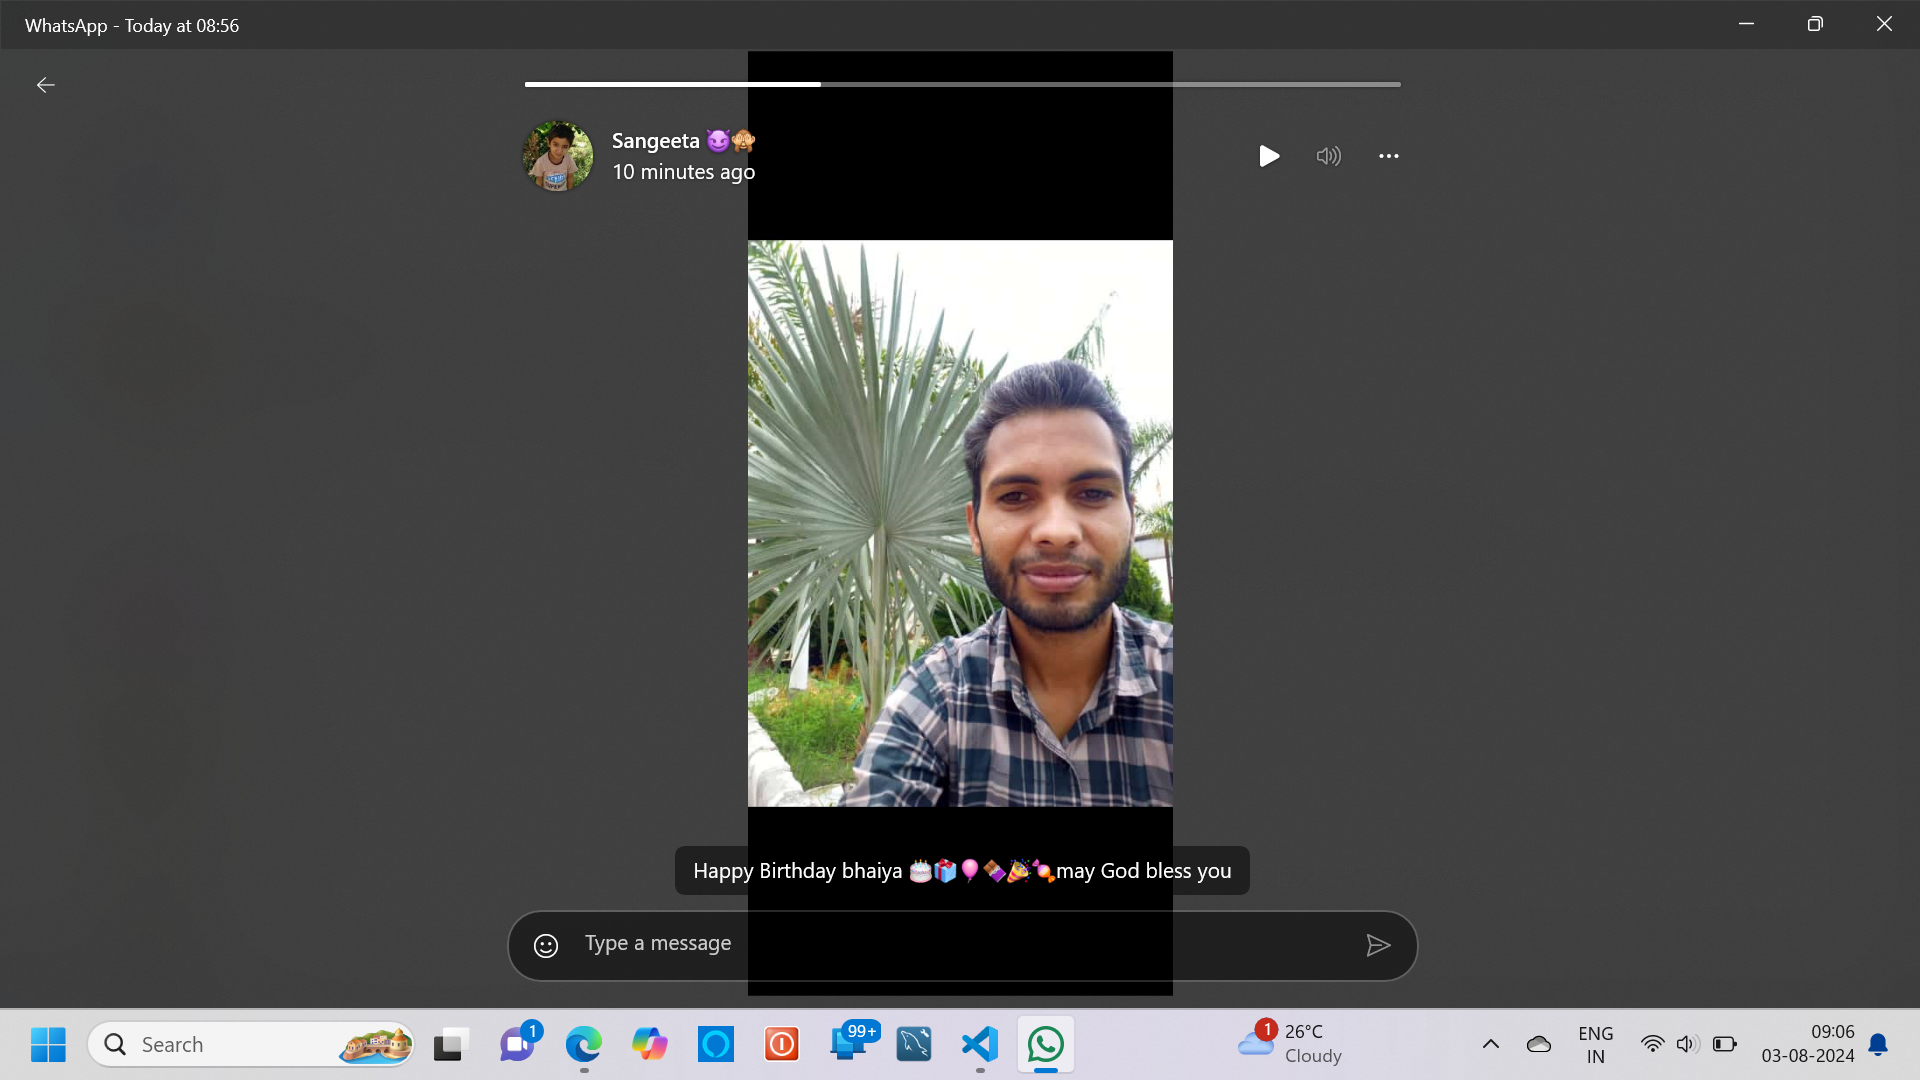 WhatsApp - Today at 08:56
Sangeeta 😈🙈
10 minutes ago
Happy Birthday bhaiya 🎂🎁🎈🍫🎉🍬may God bless you
Type a message
Search
1
99+
1
26°C
Cloudy
ENG
IN
09:06
03-08-2024